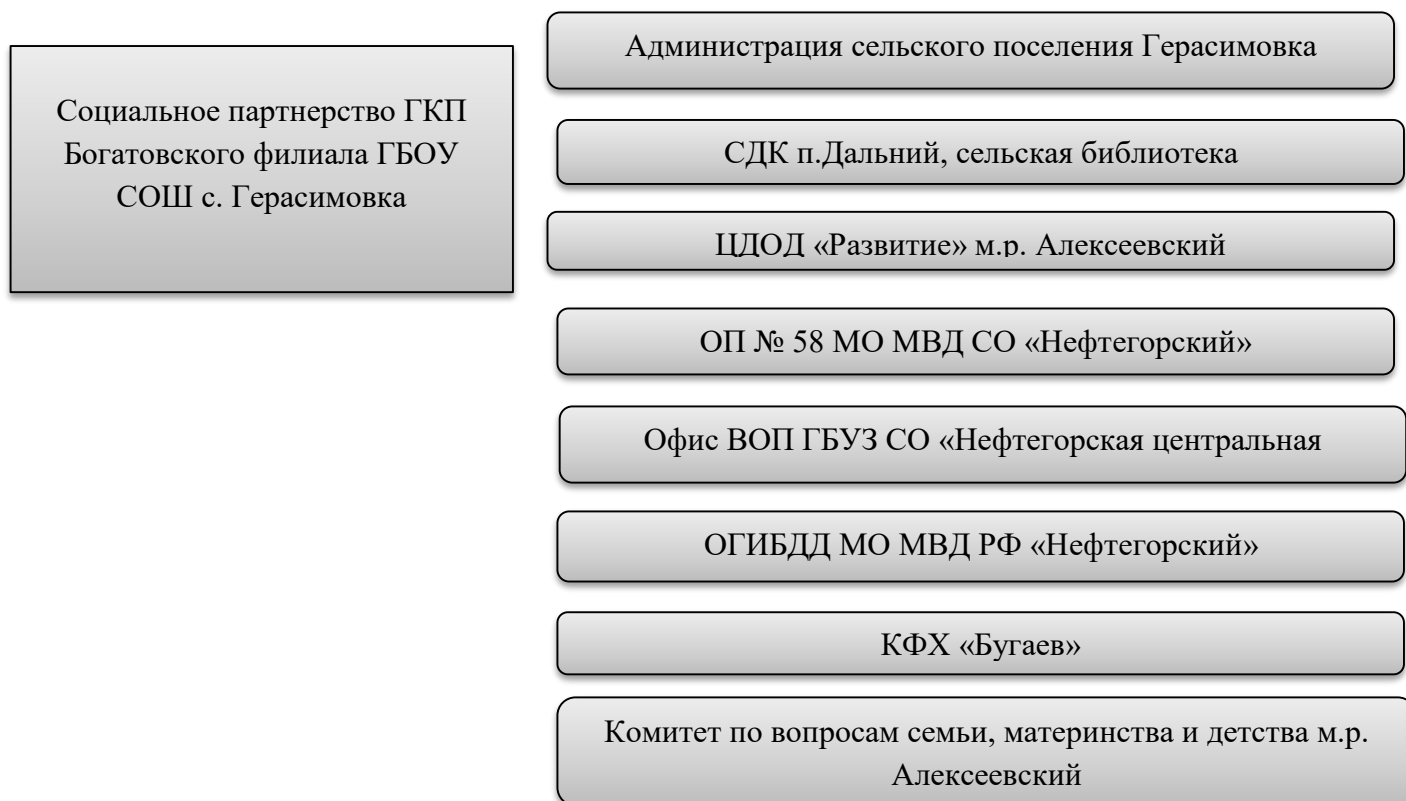 Социальное партнерство ГКП
Богатовского филиала ГБОУ
СОШ с. Герасимовка
Администрация сельского поселения Герасимовка
СДК п.Дальний, сельская библиотека
ЦДОД «Развитие» м.р. Алексеевский
ОП № 58 МО МВД СО «Нефтегорский»
Офис ВОП ГБУЗ СО «Нефтегорская центральная
ОГИБДД МО МВД РФ «Нефтегорский»
КФХ «Бугаев»
Комитет по вопросам семьи, материнства и детства м.р.
Алексеевский